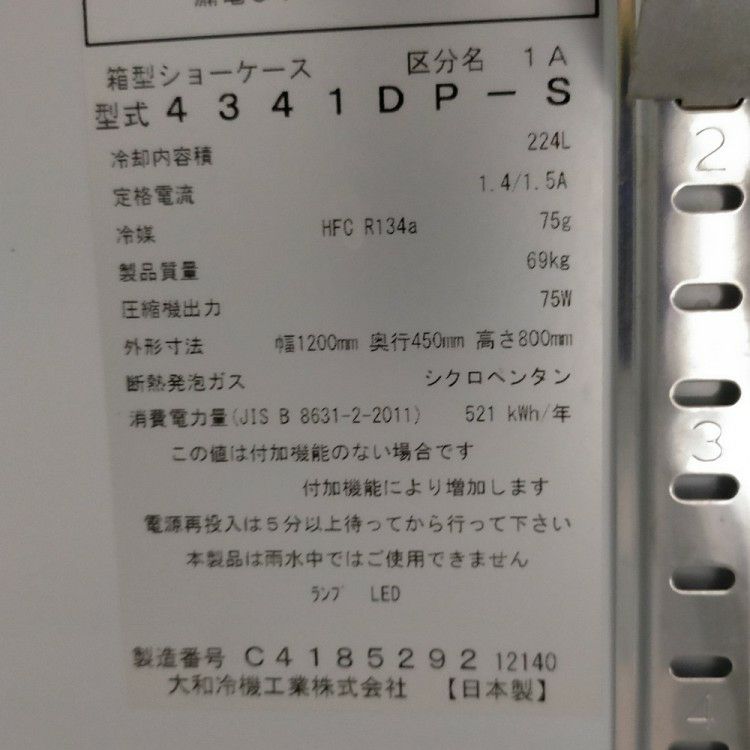 箱型ショーケース 区分名 1A
型式 4341DP-S
冷却内容積 224L
定格電流 1.4/1.5A
冷媒 HFC R134a 75g
製品質量 69kg
圧縮機出力 75W
外形寸法 幅1200mm 奥行450mm 高さ800mm
断熱発泡ガス シクロペンタン
消費電力量(JIS B 8631-2-2011) 521 kWh/年
この値は付加機能のない場合です
付加機能により増加します
電源再投入は5分以上待ってから行って下さい
本製品は雨水中ではご使用できません
ﾗﾝﾌﾟ LED
製造番号 C4185292 12140
大和冷機工業株式会社 【日本製】
2
3
4